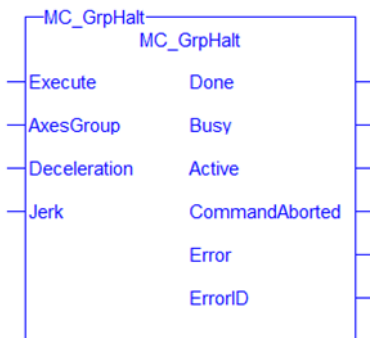 MC_GrpHalt
MC_GrpHalt
Execute Done
AxesGroup Busy
Deceleration Active
Jerk CommandAborted
Error
ErrorID